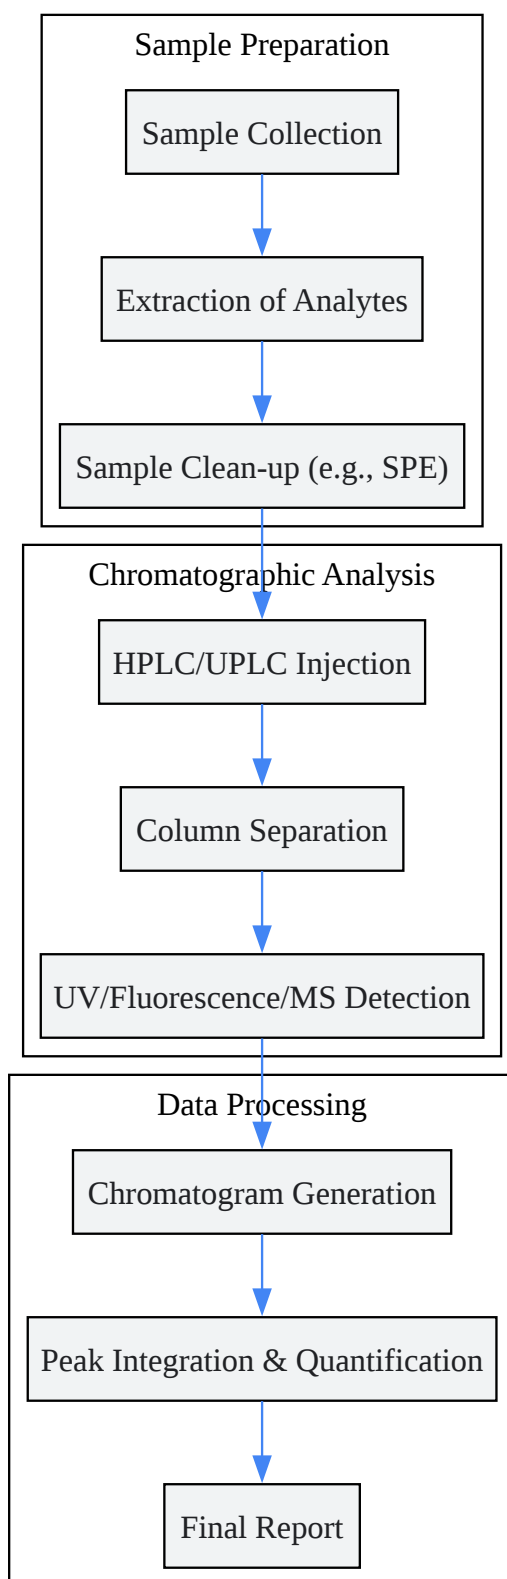 Sample Preparation
Sample Collection
Extraction of Analytes
Sample Clean-up (e.g., SPE)
Chromatographic Analysis
HPLC/UPLC Injection
Column Separation
UV/Fluorescence/MS Detection
Data Processing
Chromatogram Generation
Peak Integration & Quantification
Final Report